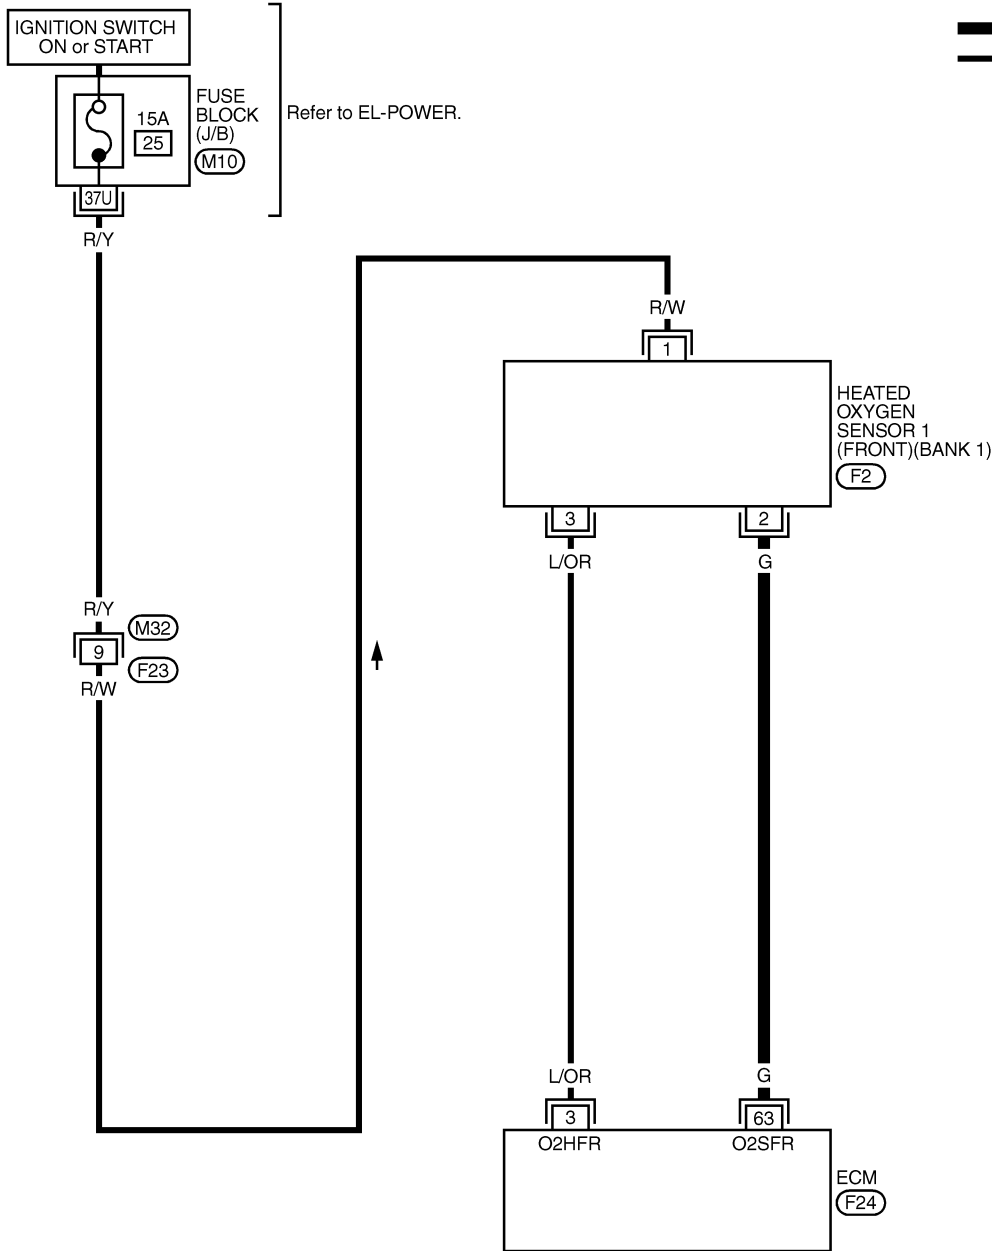 IGNITION SWITCH
ON or START
FUSE
BLOCK
(J/B)
M10
15A
25
Refer to EL-POWER.
37U
R/Y
R/W
1
HEATED
OXYGEN
SENSOR 1
(FRONT)(BANK 1)
F2
3
2
L/OR
G
R/Y
M32
9
F23
R/W
L/OR
G
3
63
O2HFR
O2SFR
ECM
F24